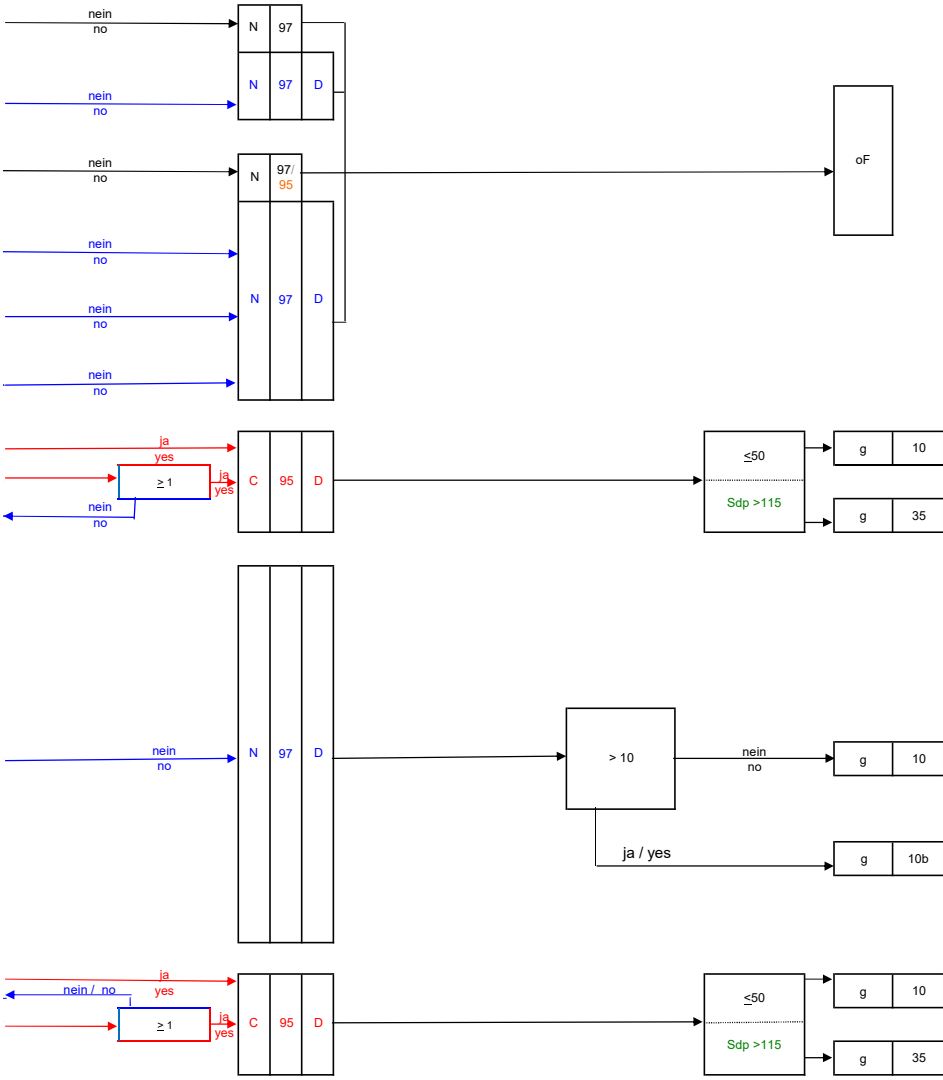 nein
no
N 97
nein
no
N 97 D
nein
no
N 97/
95
oF
nein
no
nein
no
N 97 D
nein
no
ja
yes
≥ 1
ja
yes
C 95 D
nein
no
≤50
Sdp >115
g 10
g 35
nein
no
N 97 D
> 10
nein
no
g 10
ja / yes
g 10b
ja
yes
nein / no
≥ 1
ja
yes
C 95 D
≤50
Sdp >115
g 10
g 35